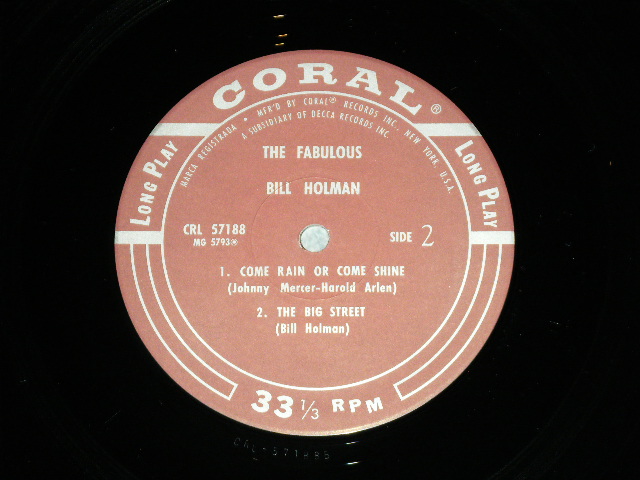 CORAL®
MARCA REGISTRADA • MFR'D BY CORAL® RECORDS INC., NEW YORK, U.S.A.
A SUBSIDIARY OF DECCA RECORDS INC.
LONG PLAY
LONG PLAY
THE FABULOUS
BILL HOLMAN
CRL 57188
MG 5793®
SIDE 2
1. COME RAIN OR COME SHINE
(Johnny Mercer-Harold Arlen)
2. THE BIG STREET
(Bill Holman)
33 1/3 RPM